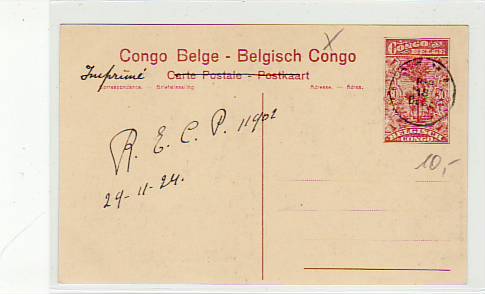 Congo Belge - Belgisch Congo
Imprimé
Carte Postale - Postkaart
Correspondance. - Briefwisseling
Adresse. - Adres.
CONGO
BELGE
BELGISCH
CONGO
R. E. C. P. 11902
29-11-24.
10,-